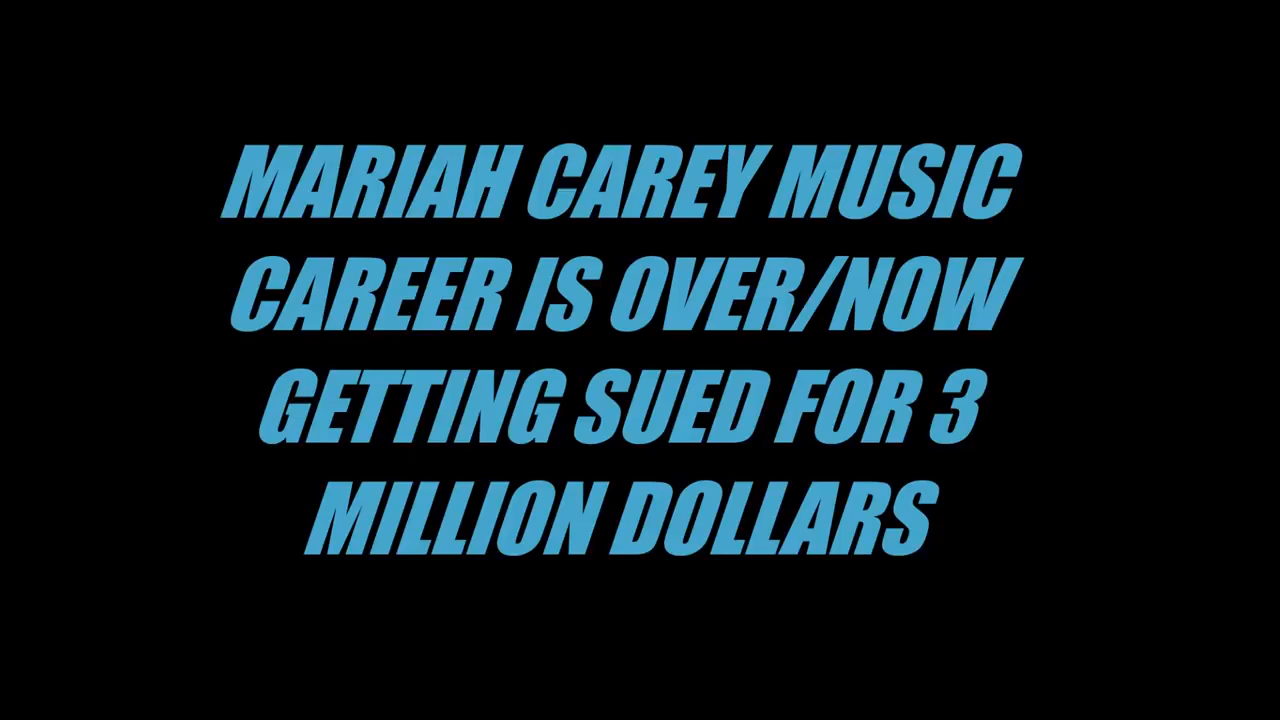 MARIAH CAREY MUSIC
CAREER IS OVER/NOW
GETTING SUED FOR 3
MILLION DOLLARS